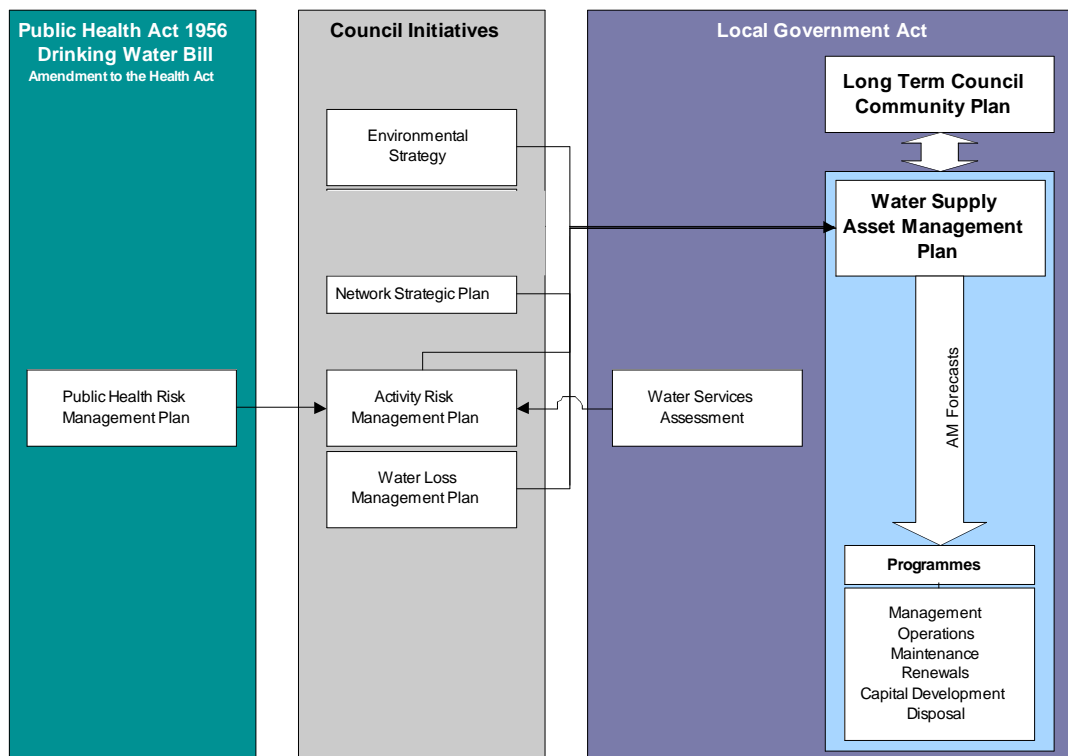 Public Health Act 1956
Drinking Water Bill
Amendment to the Health Act
Public Health Risk
Management Plan
Council Initiatives
Environmental
Strategy
Network Strategic Plan
Activity Risk
Management Plan
Water Loss
Management Plan
Local Government Act
Long Term Council
Community Plan
Water Supply
Asset Management
Plan
Water Services
Assessment
AM Forecasts
Programmes
Management
Operations
Maintenance
Renewals
Capital Development
Disposal